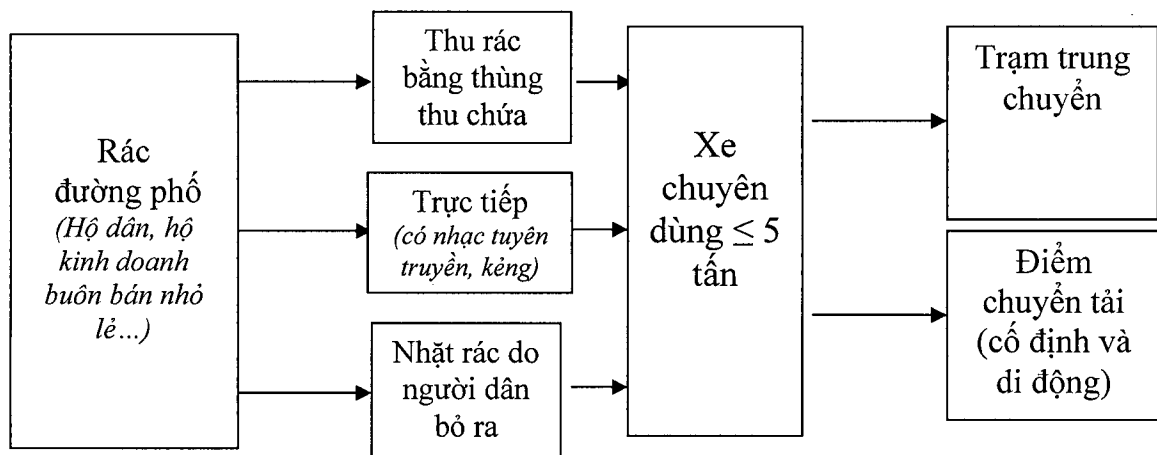 Rác
đường phố
(Hộ dân, hộ
kinh doanh
buôn bán nhỏ
lẻ...)
Thu rác
bằng thùng
thu chứa
Trực tiếp
(có nhạc tuyên
truyền, kẻng)
Nhặt rác do
người dân
bỏ ra
Xe
chuyên
dùng ≤ 5
tấn
Trạm trung
chuyển
Điểm
chuyển tải
(cố định và
di động)